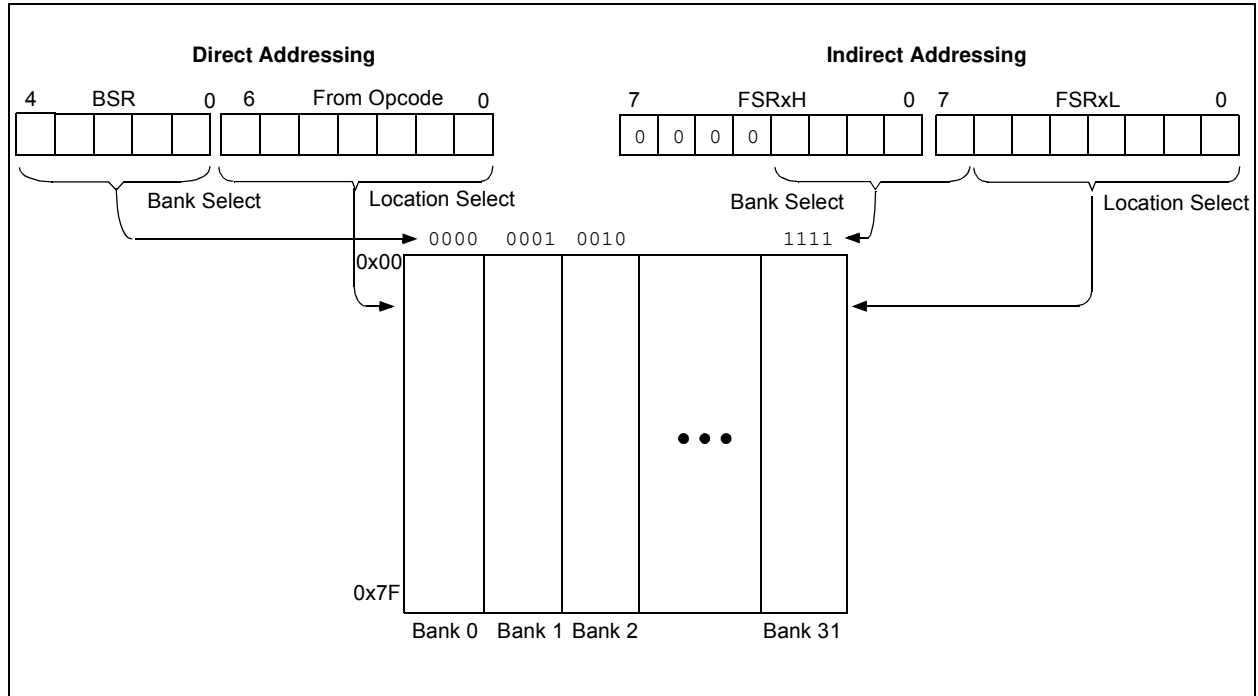 Direct Addressing
Indirect Addressing
4 BSR 0 6 From Opcode 0
7 FSRxH 0 7 FSRxL 0
0 0 0 0
Bank Select
Location Select
Bank Select
Location Select
0000 0001 0010 1111
0x00
0x7F
Bank 0 Bank 1 Bank 2 Bank 31